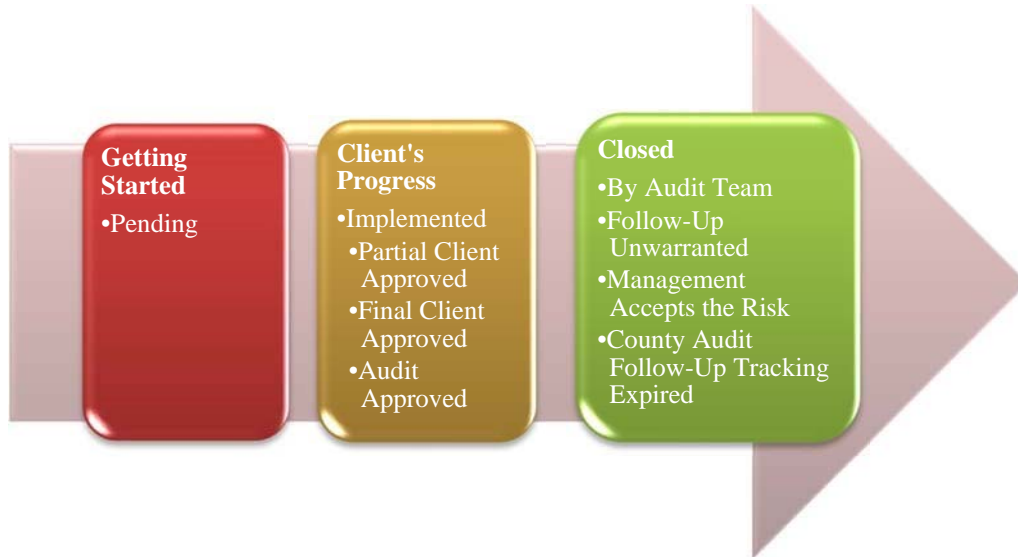 Getting
Started
•Pending
Client's
Progress
•Implemented
•Partial Client
Approved
•Final Client
Approved
•Audit
Approved
Closed
•By Audit Team
•Follow-Up
Unwarranted
•Management
Accepts the Risk
•County Audit
Follow-Up Tracking
Expired